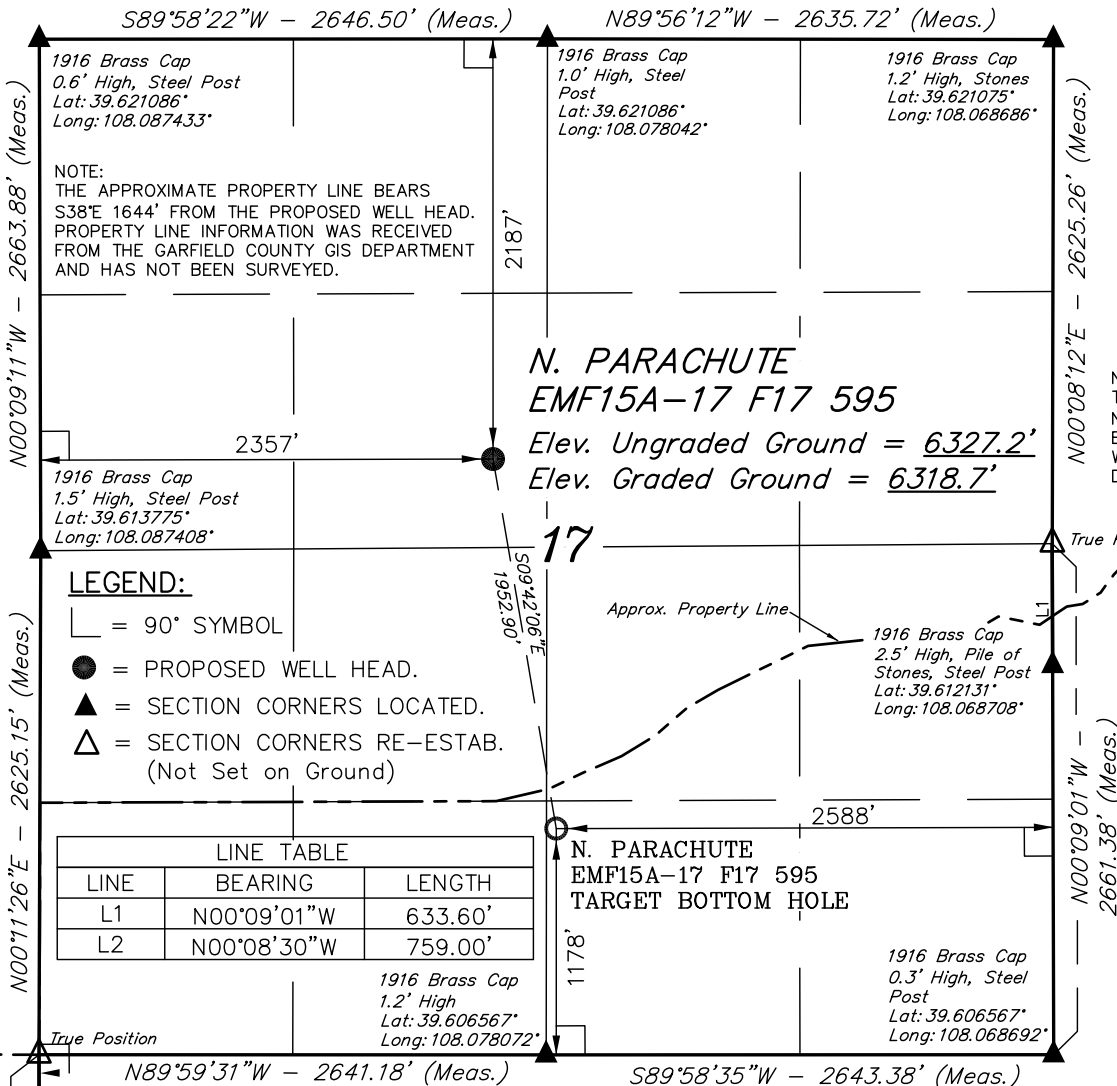 S89°58'22"W - 2646.50' (Meas.)
N89°56'12"W - 2635.72' (Meas.)
1916 Brass Cap
0.6' High, Steel Post
Lat: 39.621086°
Long: 108.087433°
1916 Brass Cap
1.0' High, Steel
Post
Lat: 39.621086°
Long: 108.078042°
1916 Brass Cap
1.2' High, Stones
Lat: 39.621075°
Long: 108.068686°
N00°09'11"W - 2663.88' (Meas.)
NOTE:
THE APPROXIMATE PROPERTY LINE BEARS
S38°E 1644' FROM THE PROPOSED WELL HEAD.
PROPERTY LINE INFORMATION WAS RECEIVED
FROM THE GARFIELD COUNTY GIS DEPARTMENT
AND HAS NOT BEEN SURVEYED.
2187'
N00°08'12"E - 2625.26' (Meas.)
N. PARACHUTE
EMF15A-17 F17 595
Elev. Ungraded Ground = 6327.2'
Elev. Graded Ground = 6318.7'
2357'
1916 Brass Cap
1.5' High, Steel Post
Lat: 39.613775°
Long: 108.087408°
17
True
S09°42'06"E
1952.90'
LEGEND:
= 90° SYMBOL
= PROPOSED WELL HEAD.
= SECTION CORNERS LOCATED.
= SECTION CORNERS RE-ESTAB.
(Not Set on Ground)
Approx. Property Line
L1
1916 Brass Cap
2.5' High, Pile of
Stones, Steel Post
Lat: 39.612131°
Long: 108.068708°
N00°11'26"E - 2625.15' (Meas.)
N00°09'01"W -
2661.38' (Meas.)
2588'
N. PARACHUTE
EMF15A-17 F17 595
TARGET BOTTOM HOLE
1178'
LINE TABLE
LINE BEARING LENGTH
L1 N00°09'01"W 633.60'
L2 N00°08'30"W 759.00'
1916 Brass Cap
1.2' High
Lat: 39.606567°
Long: 108.078072°
1916 Brass Cap
0.3' High, Steel
Post
Lat: 39.606567°
Long: 108.068692°
True Position
N89°59'31"W - 2641.18' (Meas.)
S89°58'35"W - 2643.38' (Meas.)